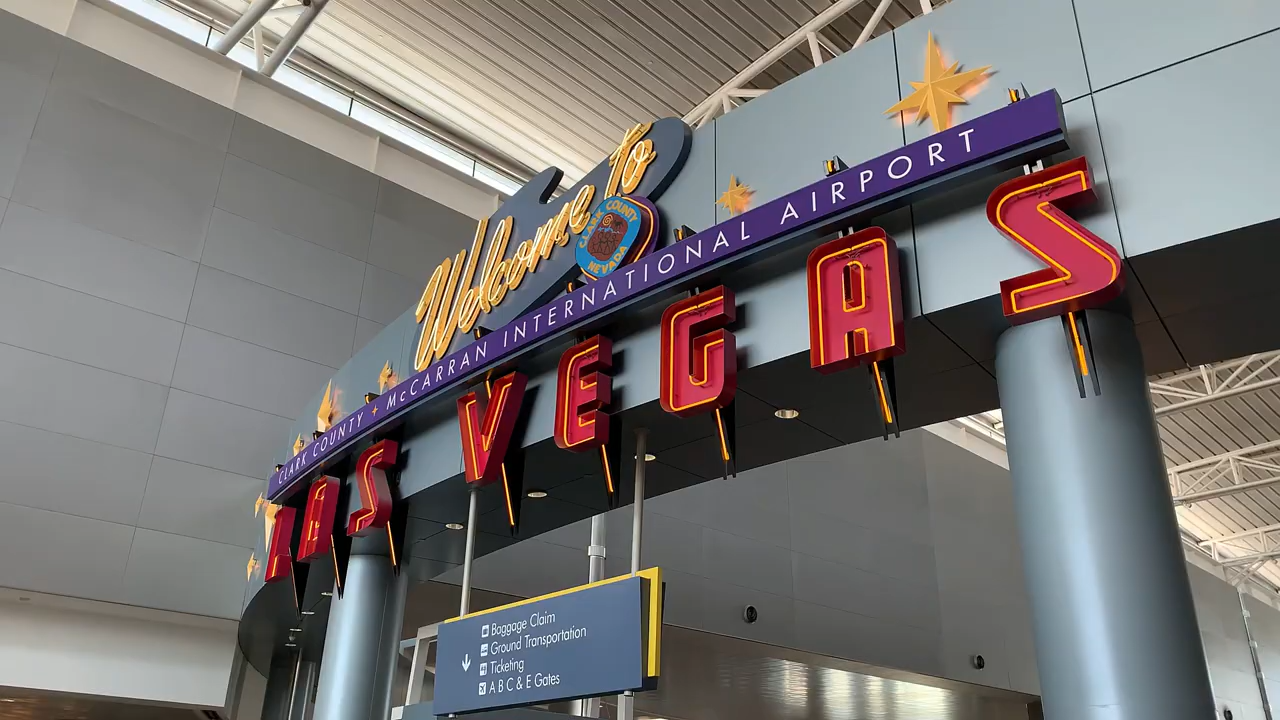 Welcome to
CLARK COUNTY
NEVADA
CLARK COUNTY ✦ McCARRAN INTERNATIONAL AIRPORT
LAS VEGAS
Baggage Claim
Ground Transportation
Ticketing
A B C & E Gates